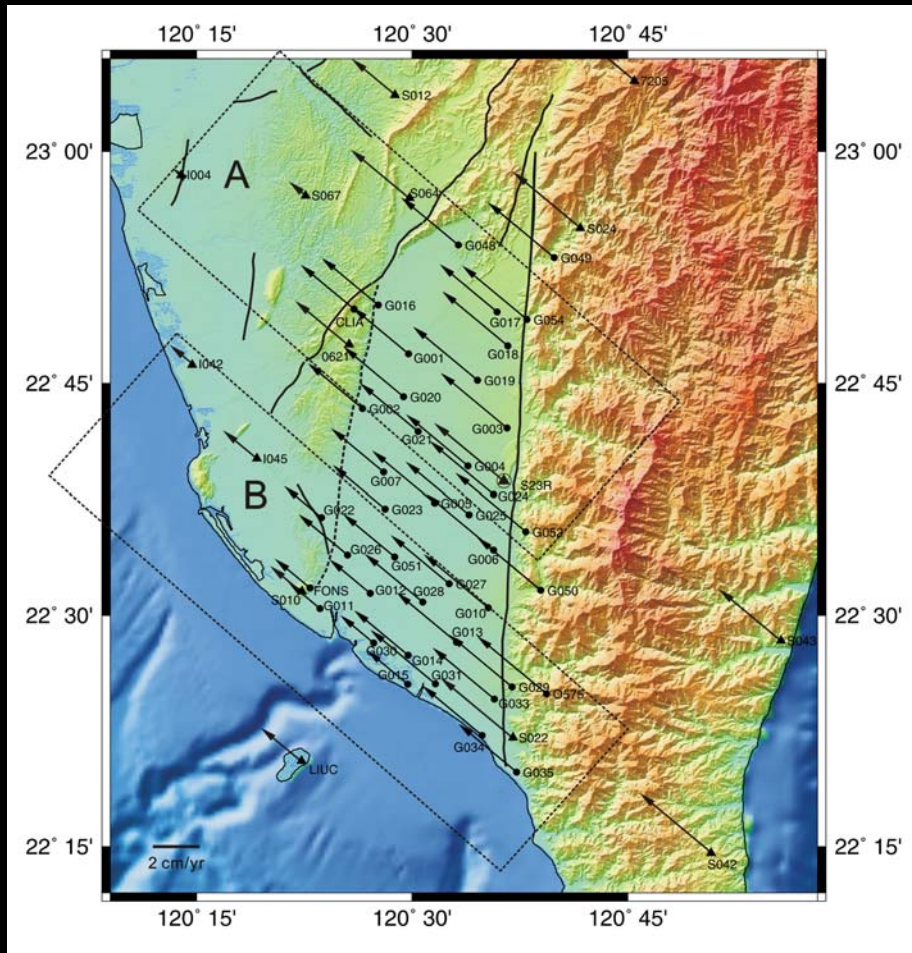 120° 15' 120° 30' 120° 45'
S012
7205
23° 00' 23° 00'
I004
A
S067
S064
S024
G048
G049
G016
G017
G054
CLIA
G018
0621
G001
I042
22° 45' 22° 45'
G019
G020
G002
G003
G021
I045
G004
S23R
G007
G024
B
G005
G023
G025
G022
G053
G026
G006
G051
G027
FONS
G012
G050
S010
G028
22° 30' 22° 30'
G011
G010
S043
G013
G030
G014
G015
G031
G029
O575
G033
S022
G034
LIUC
G035
22° 15' 22° 15'
2 cm/yr
S042
120° 15' 120° 30' 120° 45'